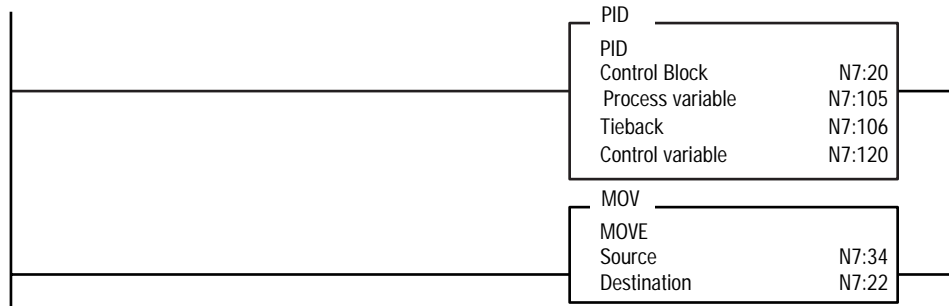 PID
PID
Control Block N7:20
Process variable N7:105
Tieback N7:106
Control variable N7:120
MOV
MOVE
Source N7:34
Destination N7:22